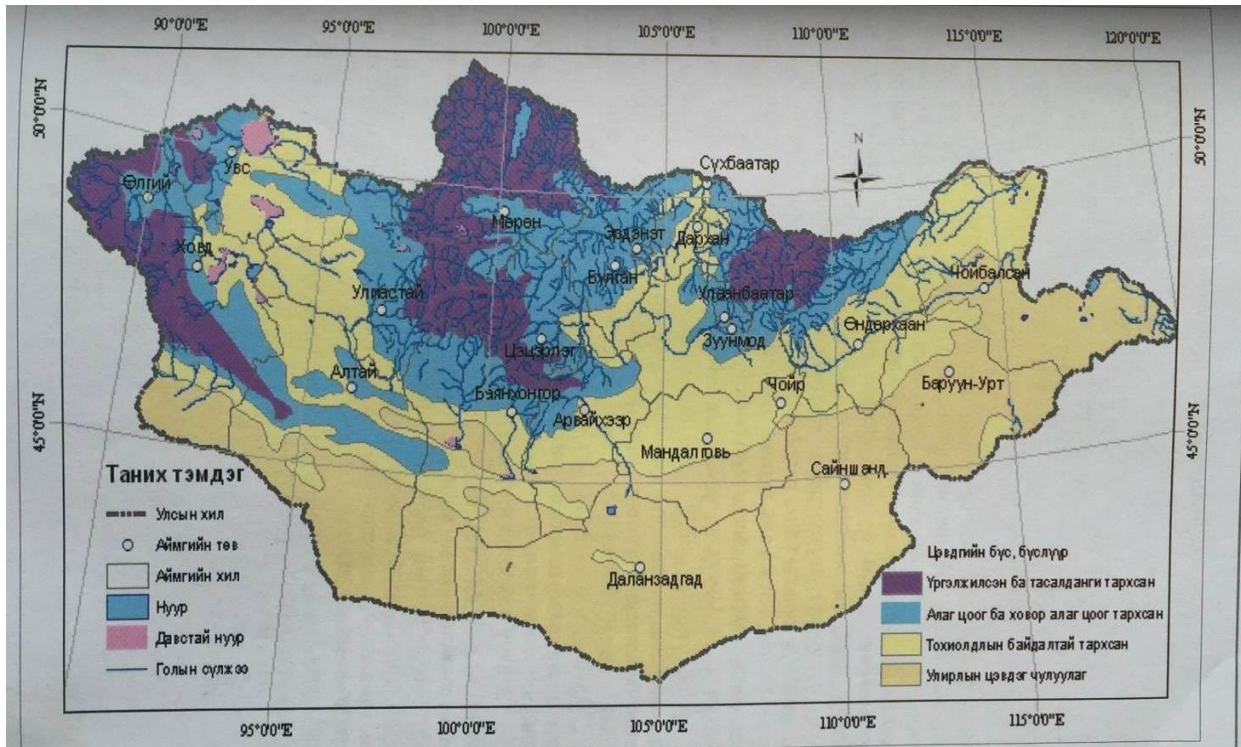 90°0'0"E
95°0'0"E
100°0'0"E
105°0'0"E
110°0'0"E
115°0'0"E
120°0'0"E
50°0'0"N
50°0'0"N
N
Сүхбаатар
Увс
Өлгий
Мөрөн
Эрдэнэт
Дархан
Ховд
Булган
Чойбалсан
Улиастай
Улаанбаатар
Өндөрхаан
Зуунмод
Цэцэрлэг
Алтай
Баруун-Урт
Чойр
Баянхонгор
Арвайхээр
45°0'0"N
45°0'0"N
Мандалговь
Сайншанд
Даланзадгад
Таних тэмдэг
Улсын хил
Аймгийн төв
Аймгийн хил
Нуур
Давстай нуур
Голын сүлжээ
Цэвдгийн бүс, бүслүүр
Үргэлжилсэн ба тасалданги тархсан
Алаг цоог ба ховор алаг цоог тархсан
Тохиолдлын байдалтай тархсан
Улирлын цэвдэг чулуулаг
95°0'0"E
100°0'0"E
105°0'0"E
110°0'0"E
115°0'0"E